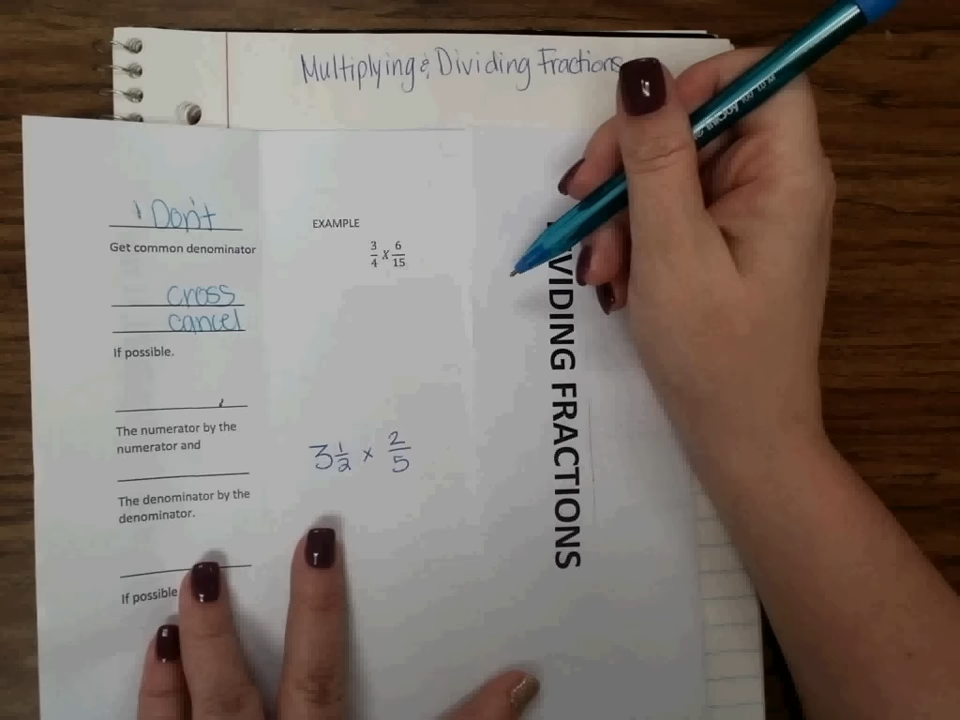 Multiplying & Dividing Fractions
Don't
Get common denominator
cross
cancel
If possible.
The numerator by the
numerator and
The denominator by the
denominator.
If possible
EXAMPLE
3/4 x 6/15
3 1/2 x 2/5
VIDING FRACTIONS